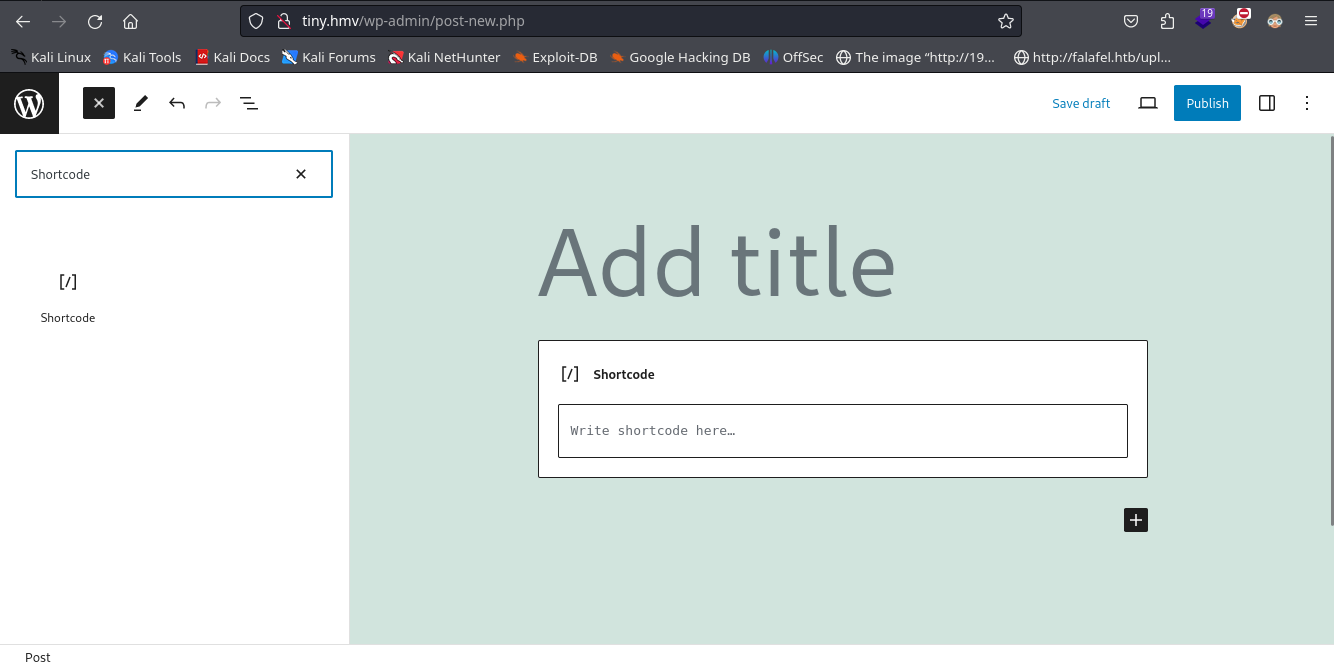 tiny.hmv/wp-admin/post-new.php
19
Kali Linux Kali Tools Kali Docs Kali Forums Kali NetHunter Exploit-DB Google Hacking DB OffSec The image “http://19… http://falafel.htb/upl…
Save draft Publish
Shortcode
Shortcode
Add title
[/] Shortcode
Write shortcode here…
Post